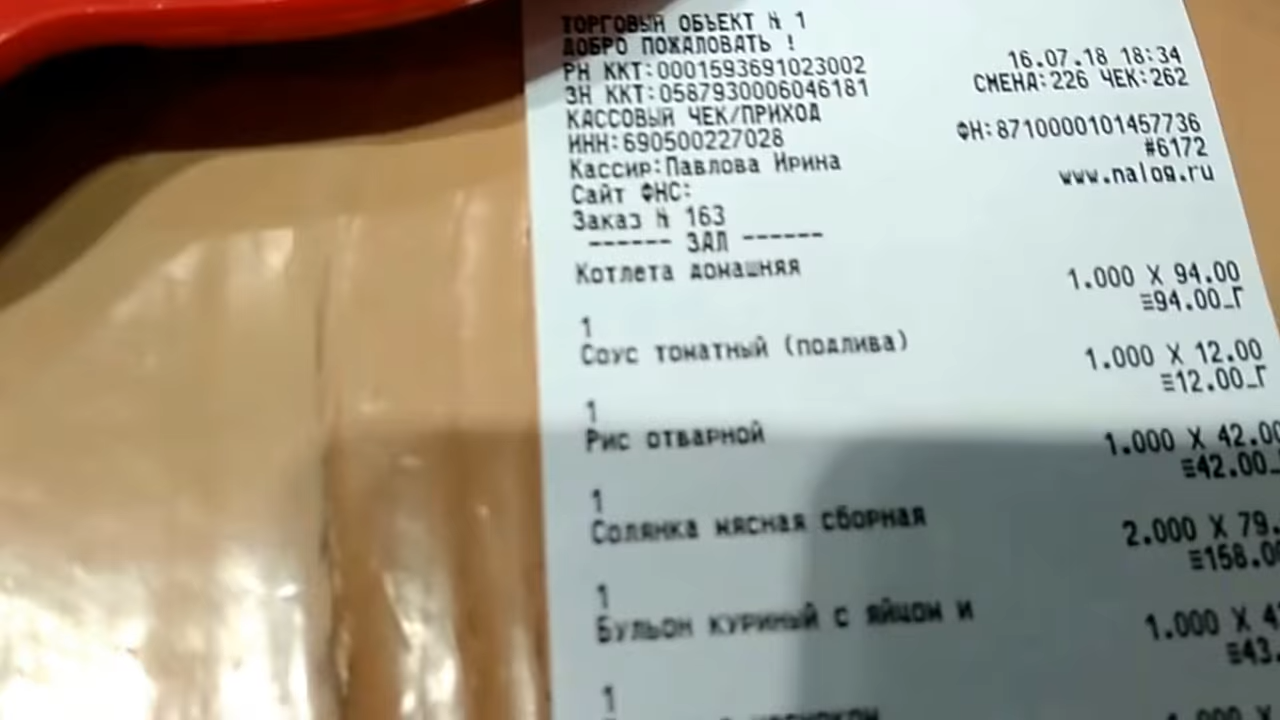 ТОРГОВЫЙ ОБЪЕКТ № 1
ДОБРО ПОЖАЛОВАТЬ !
РН ККТ:0001593691023002 16.07.18 18:34
ЗН ККТ:0587930006046181 СМЕНА:226 ЧЕК:262
КАССОВЫЙ ЧЕК/ПРИХОД
ИНН:690500227028 ФН:8710000101457736
Кассир:Павлова Ирина #6172
Сайт ФНС: www.nalog.ru
Заказ № 163
------ ЗАЛ ------
Котлета домашняя
1.000 X 94.00
≡94.00_Г
1
Соус томатный (подлива)
1.000 X 12.00
≡12.00_Г
1
Рис отварной
1.000 X 42.00
≡42.00_
1
Солянка мясная сборная
2.000 X 79.
≡158.00
1
Бульон куриный с яйцом и
1.000 X 4
≡43.
1